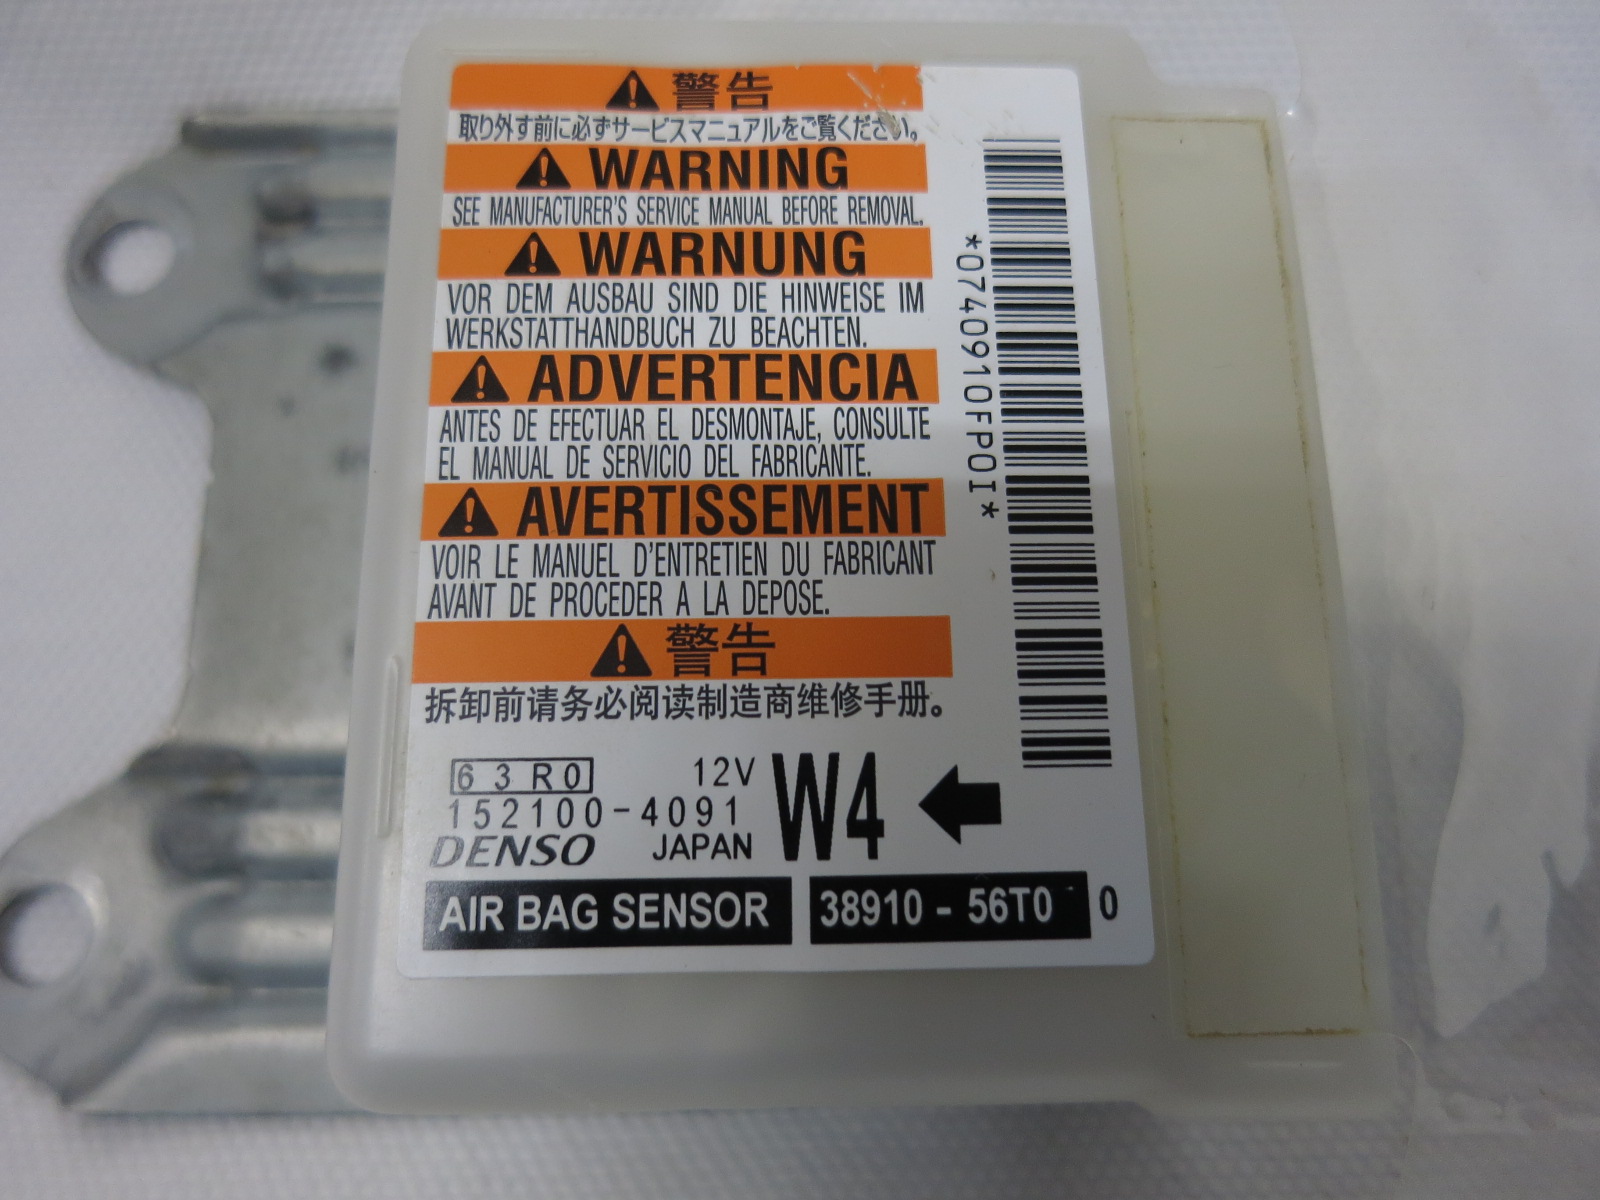 警告
取り外す前に必ずサービスマニュアルをご覧ください。
WARNING
SEE MANUFACTURER'S SERVICE MANUAL BEFORE REMOVAL.
WARNUNG
VOR DEM AUSBAU SIND DIE HINWEISE IM
WERKSTATTHANDBUCH ZU BEACHTEN.
ADVERTENCIA
ANTES DE EFECTUAR EL DESMONTAJE, CONSULTE
EL MANUAL DE SERVICIO DEL FABRICANTE.
AVERTISSEMENT
VOIR LE MANUEL D'ENTRETIEN DU FABRICANT
AVANT DE PROCEDER A LA DEPOSE.
警告
拆卸前请务必阅读制造商维修手册。
63R0 12V
152100-4091 W4
DENSO JAPAN
AIR BAG SENSOR 38910 - 56T0 0
*0740910FP0I*